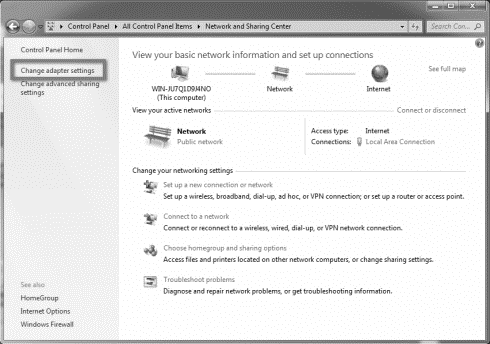 Control Panel ▸ All Control Panel Items ▸ Network and Sharing Center
Search Con...
Control Panel Home
Change adapter settings
Change advanced sharing
settings
View your basic network information and set up connections
See full map
WIN-JU7Q1D9J4NO
(This computer)
Network
Internet
View your active networks
Connect or disconnect
Network
Public network
Access type: Internet
Connections: Local Area Connection
Change your networking settings
Set up a new connection or network
Set up a wireless, broadband, dial-up, ad hoc, or VPN connection; or set up a router or access point.
Connect to a network
Connect or reconnect to a wireless, wired, dial-up, or VPN network connection.
Choose homegroup and sharing options
Access files and printers located on other network computers, or change sharing settings.
Troubleshoot problems
Diagnose and repair network problems, or get troubleshooting information.
See also
HomeGroup
Internet Options
Windows Firewall